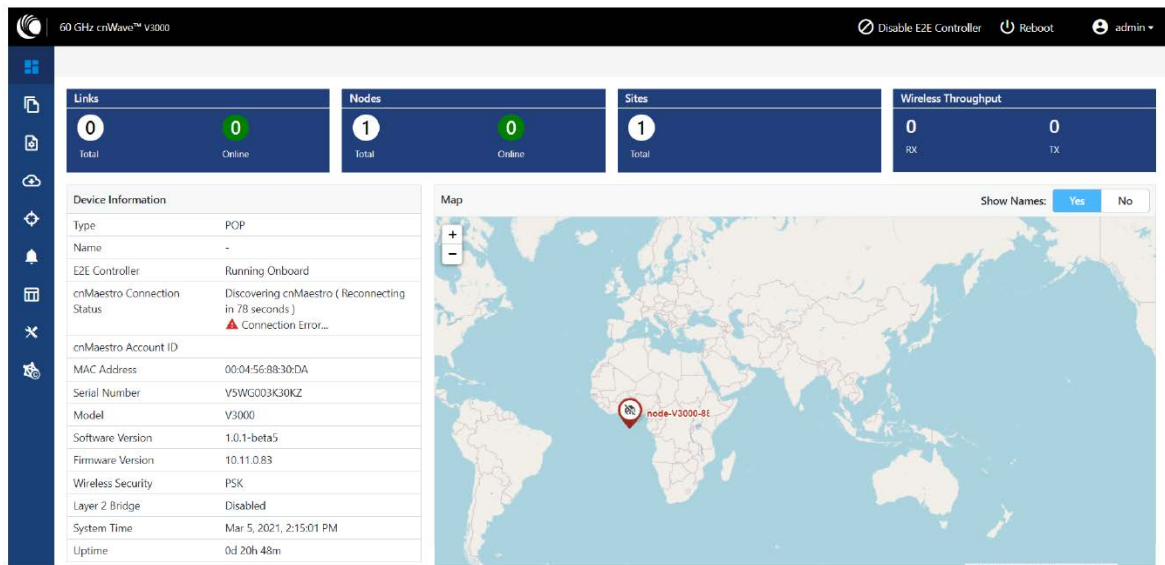 60 GHz cnWave™ V3000
Disable E2E Controller
Reboot
admin
Links
0
Total
0
Online
Nodes
1
Total
0
Online
Sites
1
Total
Wireless Throughput
0
RX
0
TX
Device Information
Type POP
Name -
E2E Controller Running Onboard
cnMaestro Connection Discovering cnMaestro ( Reconnecting
Status in 78 seconds )
Connection Error...
cnMaestro Account ID
MAC Address 00:04:56:88:30:DA
Serial Number V5WG003K30KZ
Model V3000
Software Version 1.0.1-beta5
Firmware Version 10.11.0.83
Wireless Security PSK
Layer 2 Bridge Disabled
System Time Mar 5, 2021, 2:15:01 PM
Uptime 0d 20h 48m
Map
Show Names: Yes No
+
−
node-V3000-88